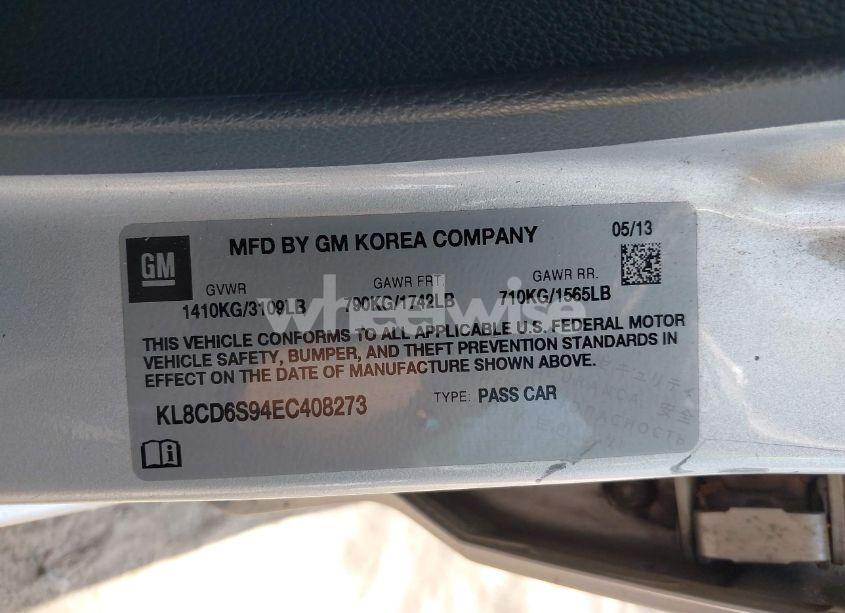 GM
MFD BY GM KOREA COMPANY
05/13
GVWR
GAWR FRT.
GAWR RR.
1410KG/3109LB
790KG/1742LB
710KG/1565LB
wheelwise
THIS VEHICLE CONFORMS TO ALL APPLICABLE U.S. FEDERAL MOTOR
VEHICLE SAFETY, BUMPER, AND THEFT PREVENTION STANDARDS IN
EFFECT ON THE DATE OF MANUFACTURE SHOWN ABOVE.
KL8CD6S94EC408273
TYPE: PASS CAR